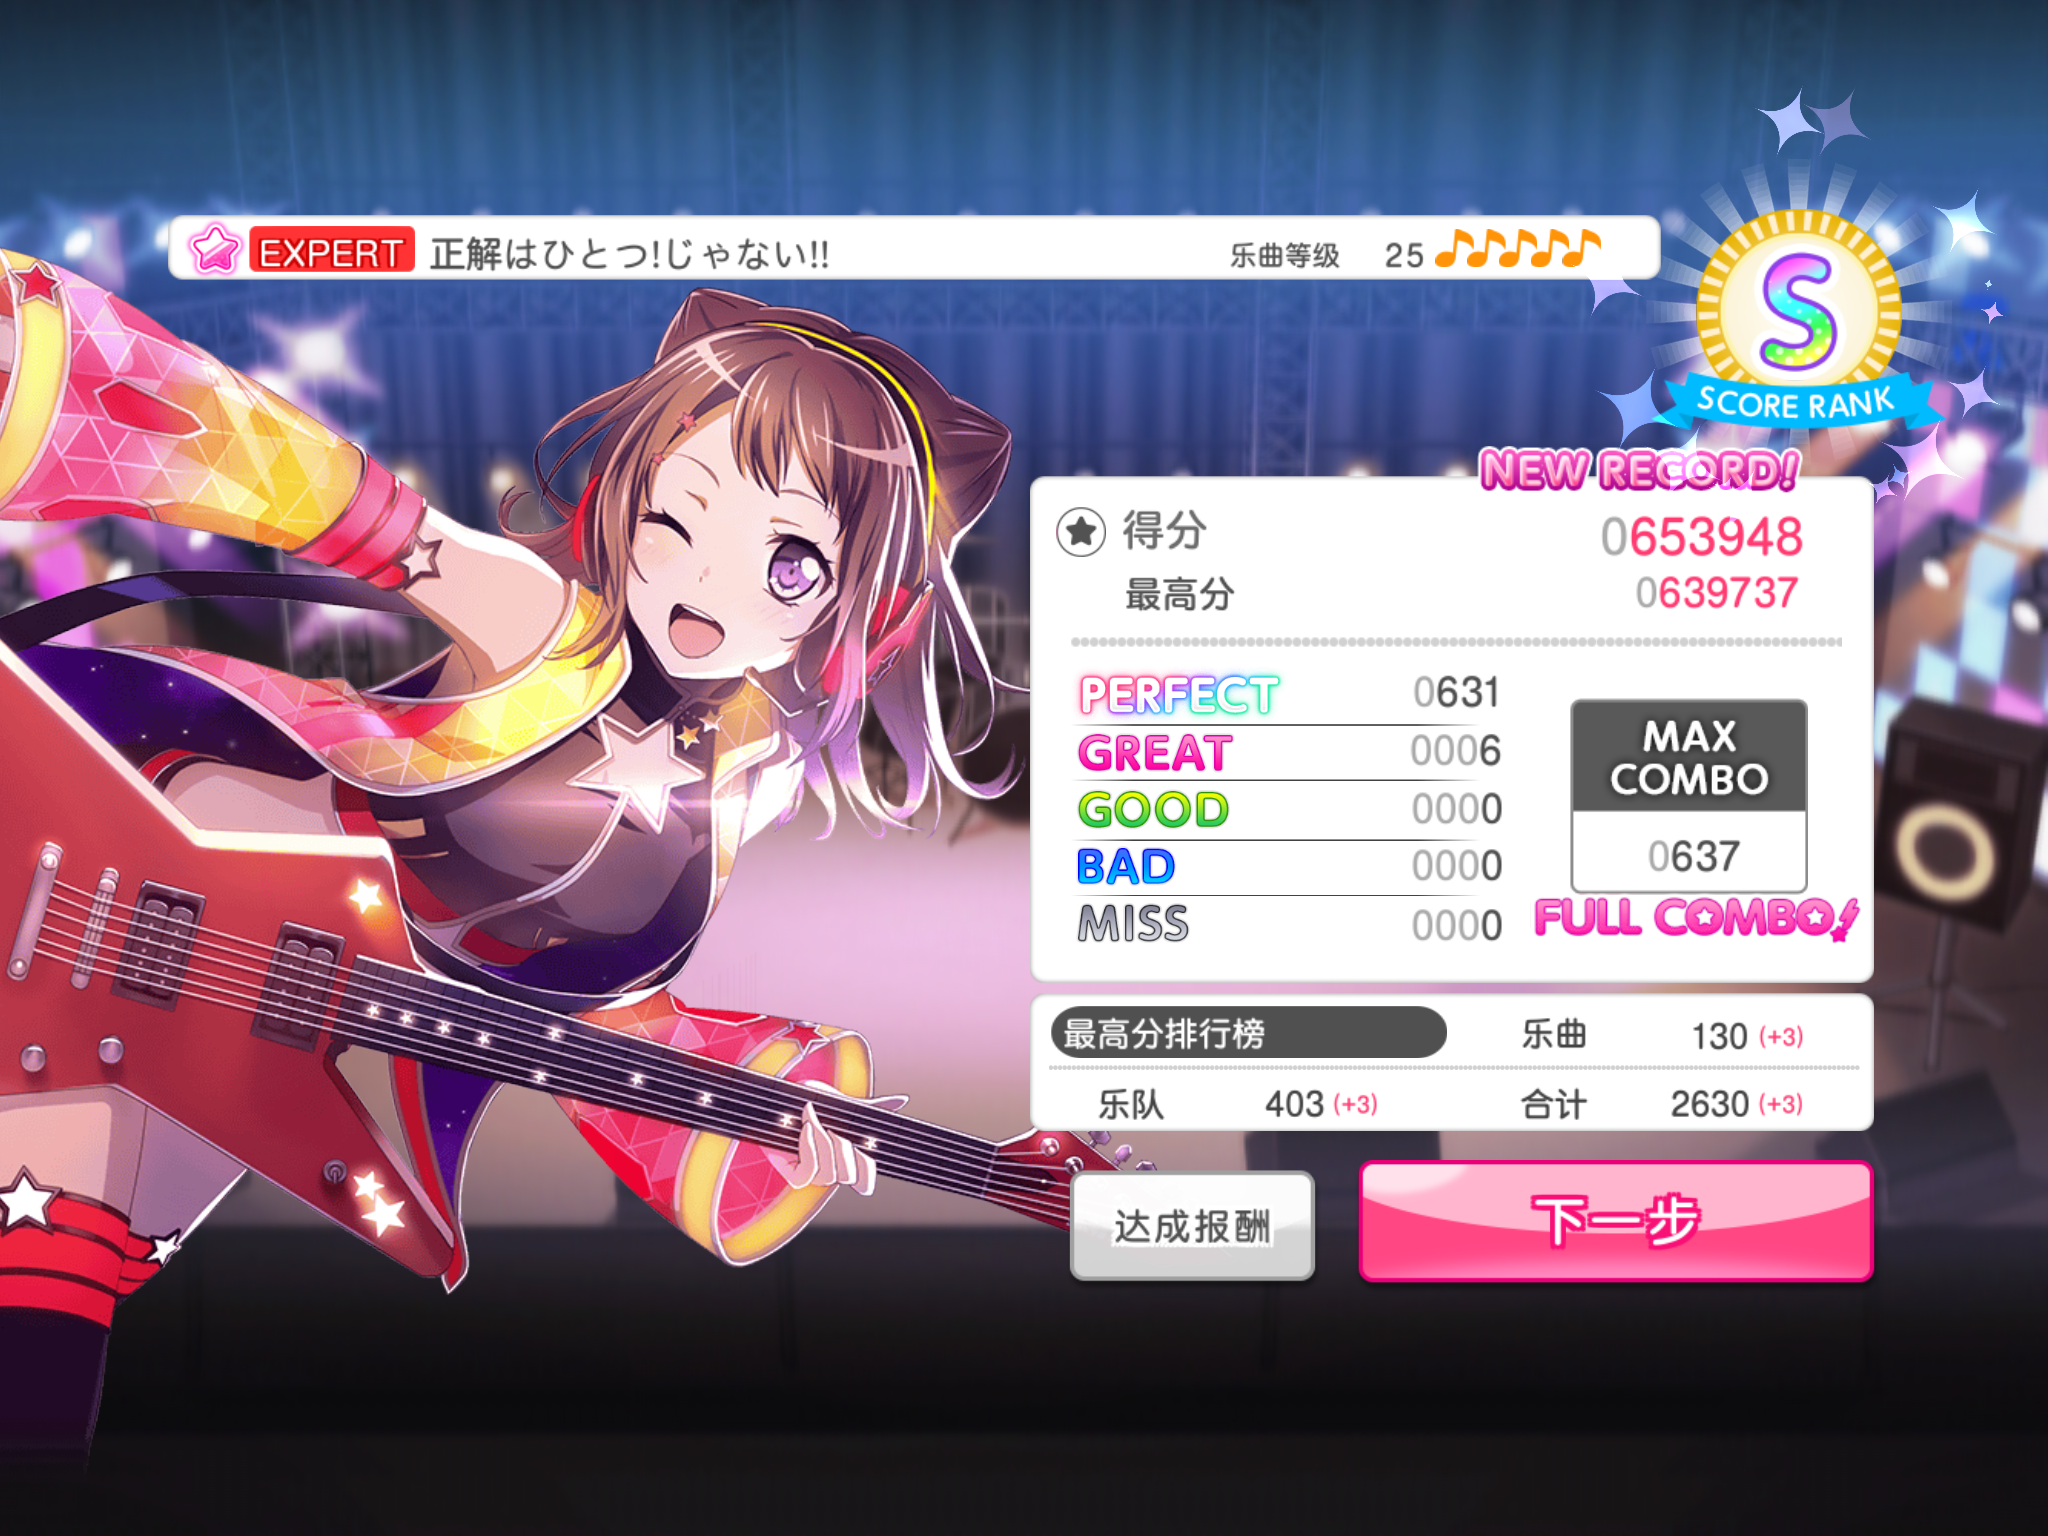 EXPERT 正解はひとつ!じゃない!! 乐曲等级 25
S
SCORE RANK
NEW RECORD!
得分 0653948
最高分 0639737
PERFECT 0631
GREAT 0006
GOOD 0000
BAD 0000
MISS 0000
MAX
COMBO
0637
FULL COMBO!
最高分排行榜 乐曲 130 (+3)
乐队 403 (+3) 合计 2630 (+3)
达成报酬
下一步